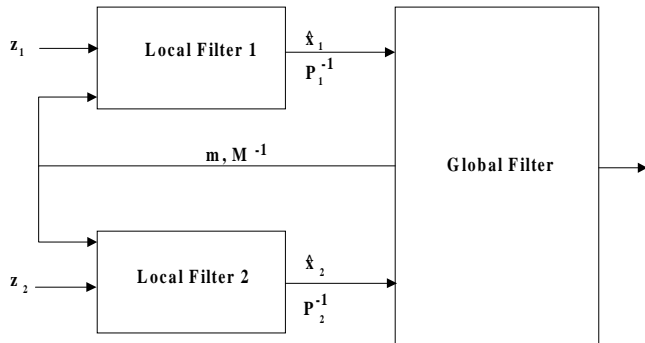 z₁
Local Filter 1
x̂₁
P₁⁻¹
m, M⁻¹
Global Filter
z₂
Local Filter 2
x̂₂
P₂⁻¹